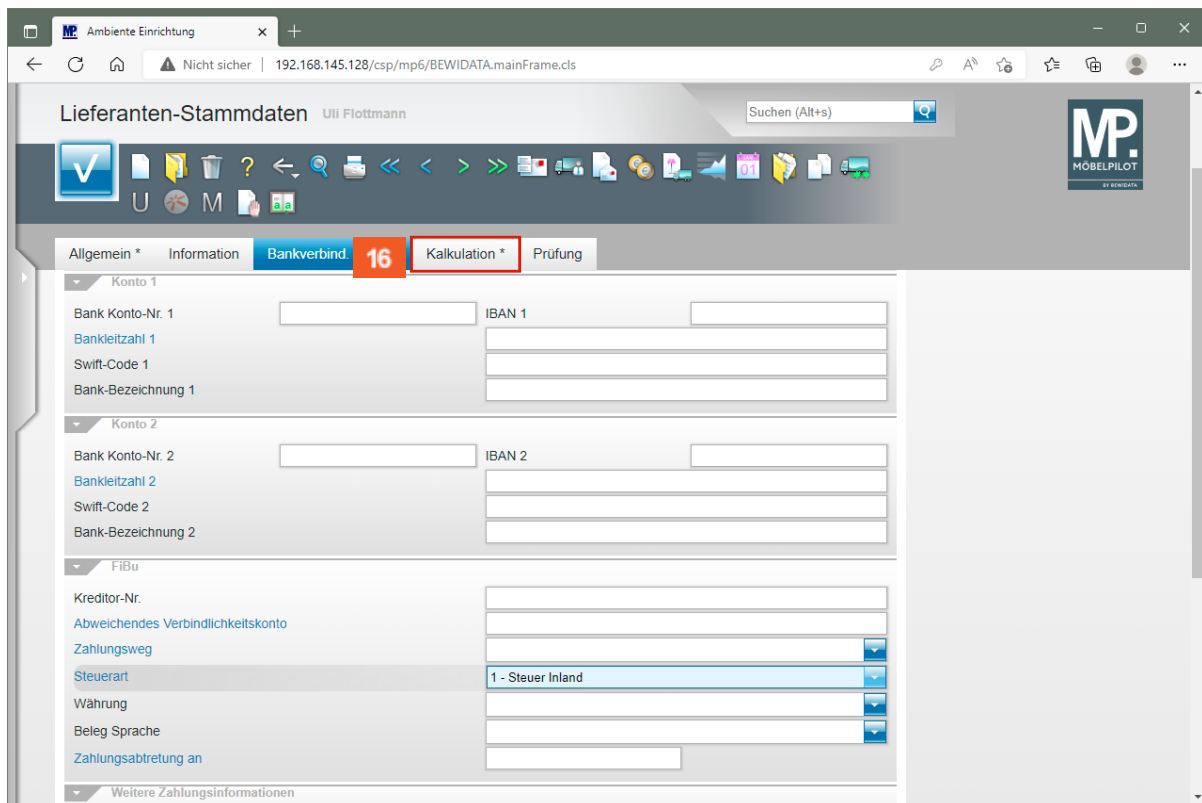 MP. Ambiente Einrichtung
Nicht sicher | 192.168.145.128/csp/mp6/BEWIDATA.mainFrame.cls
Lieferanten-Stammdaten Uli Flottmann
Suchen (Alt+s)
MP.
MÖBELPILOT
BY BEWIDATA
?
01
U M
a a
Allgemein * Information Bankverbind. 16 Kalkulation * Prüfung
Konto 1
Bank Konto-Nr. 1 IBAN 1
Bankleitzahl 1
Swift-Code 1
Bank-Bezeichnung 1
Konto 2
Bank Konto-Nr. 2 IBAN 2
Bankleitzahl 2
Swift-Code 2
Bank-Bezeichnung 2
FiBu
Kreditor-Nr.
Abweichendes Verbindlichkeitskonto
Zahlungsweg
Steuerart 1 - Steuer Inland
Währung
Beleg Sprache
Zahlungsabtretung an
Weitere Zahlungsinformationen